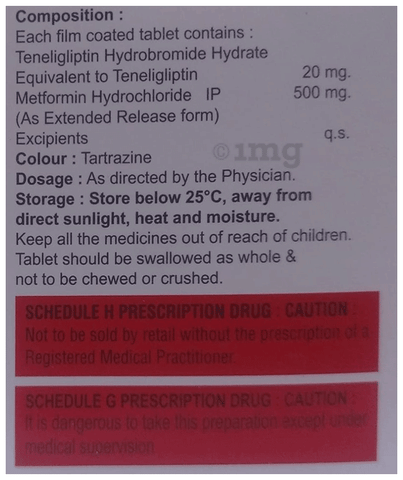 Composition :
Each film coated tablet contains :
Teneligliptin Hydrobromide Hydrate
Equivalent to Teneligliptin 20 mg.
Metformin Hydrochloride IP 500 mg.
(As Extended Release form)
Excipients q.s.
Colour : Tartrazine
©1mg
Dosage : As directed by the Physician.
Storage : Store below 25°C, away from
direct sunlight, heat and moisture.
Keep all the medicines out of reach of children.
Tablet should be swallowed as whole &
not to be chewed or crushed.
SCHEDULE H PRESCRIPTION DRUG : CAUTION :
Not to be sold by retail without the prescription of a
Registered Medical Practitioner
SCHEDULE G PRESCRIPTION DRUG : CAUTION :
It is dangerous to take this preparation except under
medical supervision